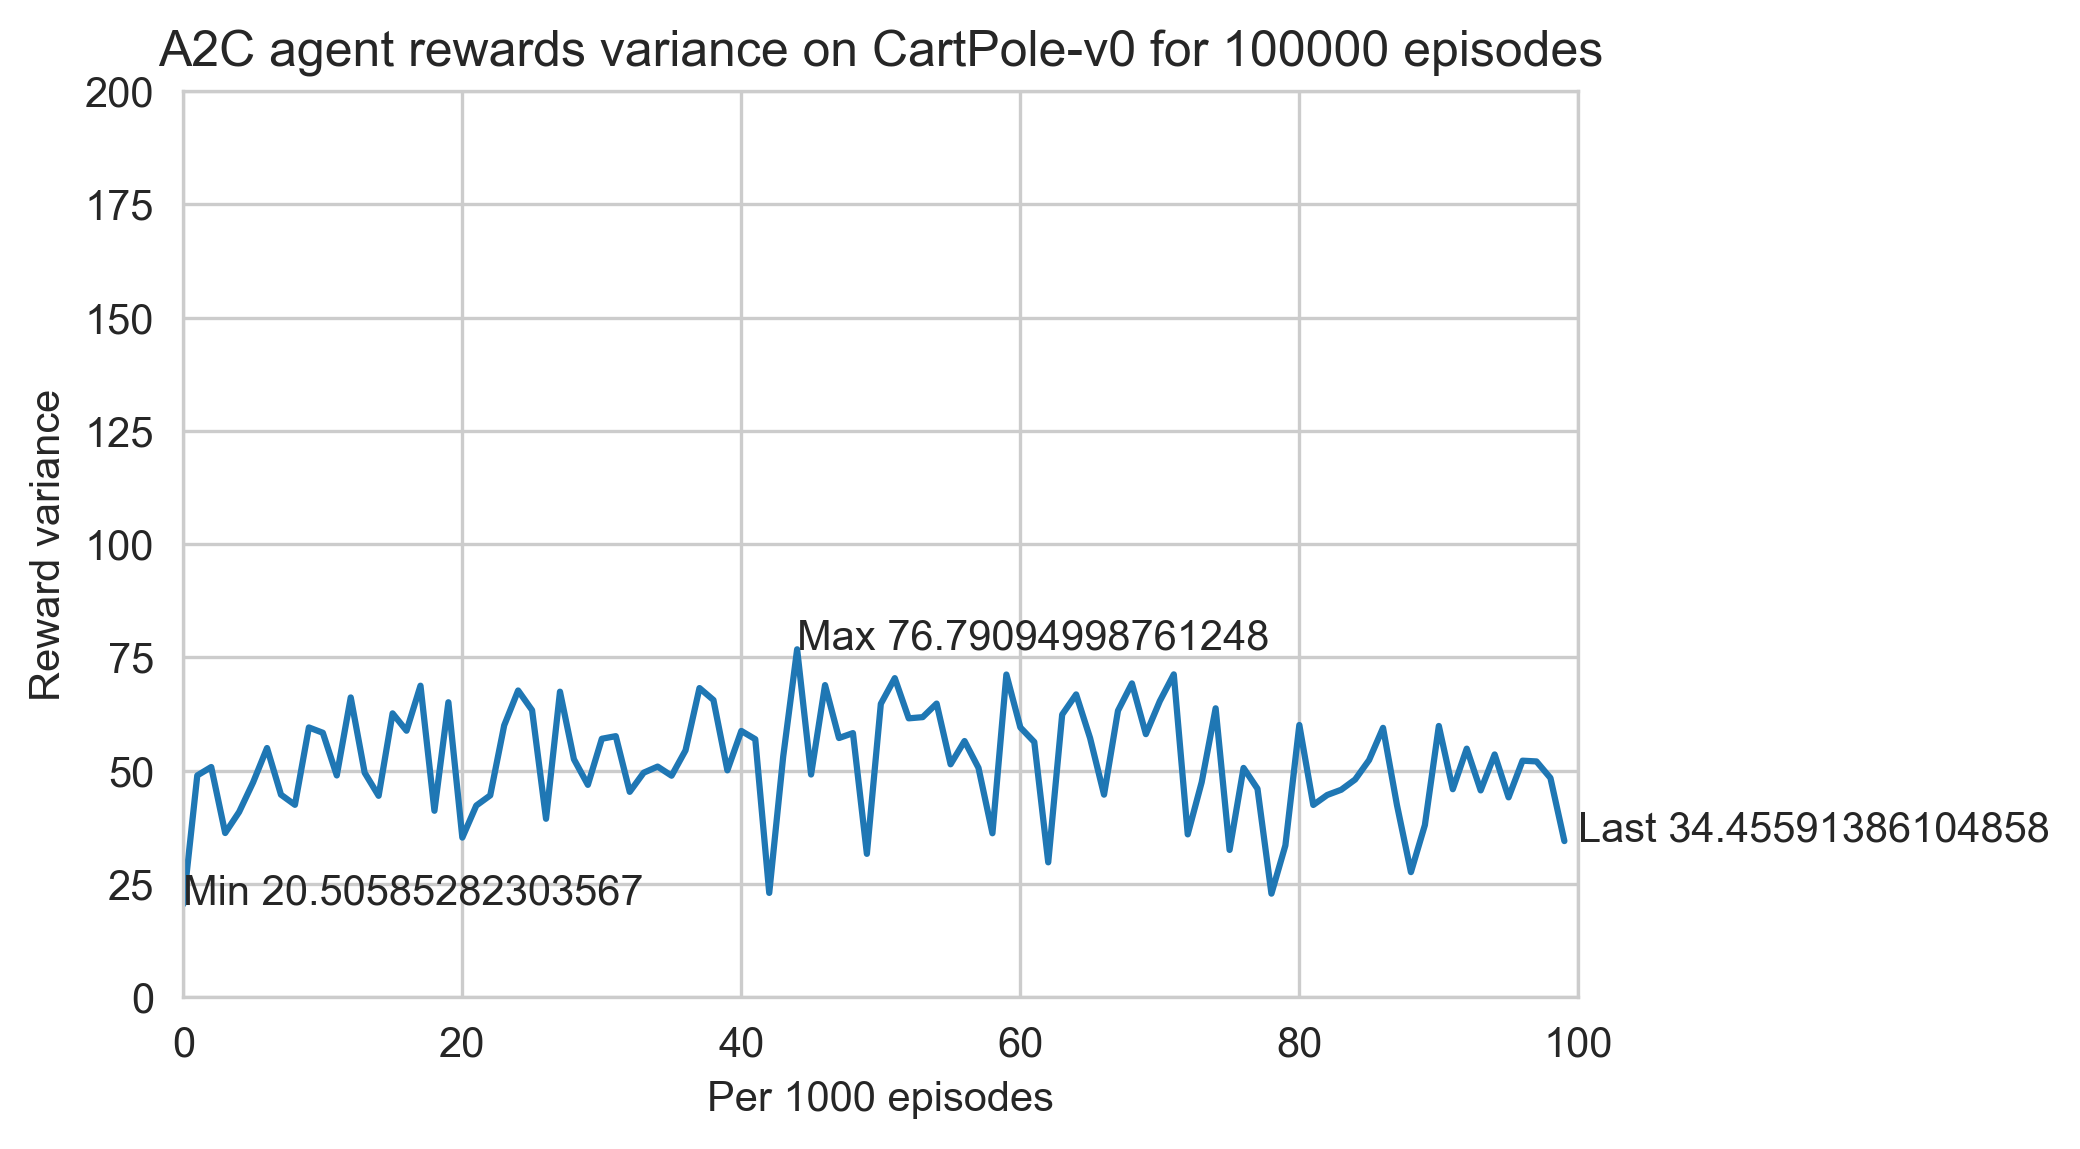 A2C agent rewards variance on CartPole-v0 for 100000 episodes
200
175
150
125
100
75
50
25
0
Reward variance
Max 76.79094998761248
Last 34.45591386104858
Min 20.505852282303567
0 20 40 60 80 100
Per 1000 episodes